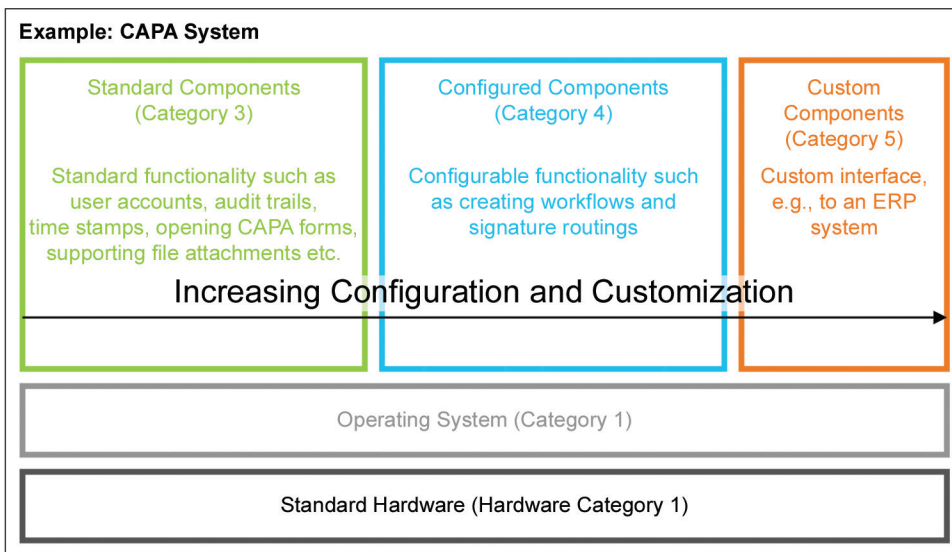 Example: CAPA System
Standard Components
(Category 3)
Standard functionality such as
user accounts, audit trails,
time stamps, opening CAPA forms,
supporting file attachments etc.
Configured Components
(Category 4)
Configurable functionality such
as creating workflows and
signature routings
Custom
Components
(Category 5)
Custom interface,
e.g., to an ERP
system
Increasing Configuration and Customization
Operating System (Category 1)
Standard Hardware (Hardware Category 1)